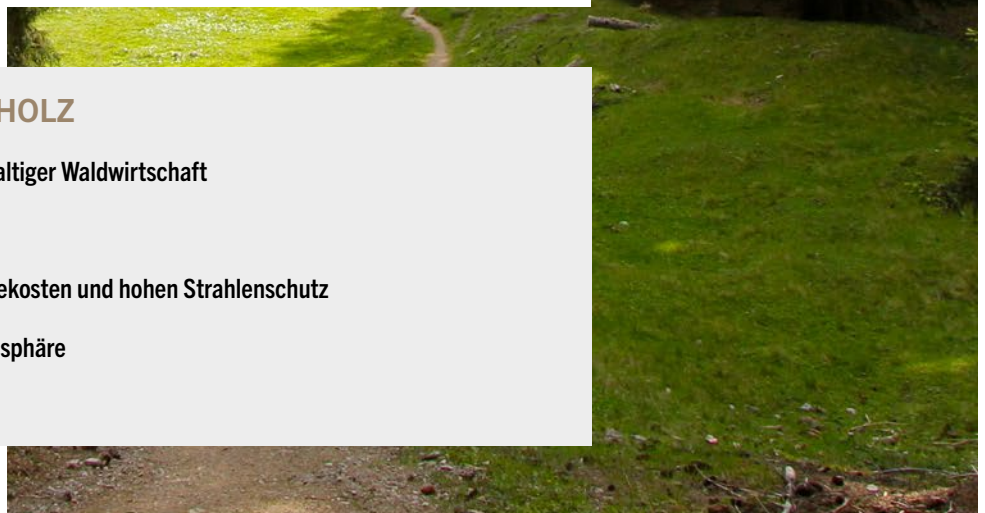 HOLZ
altiger Waldwirtschaft
ekosten und hohen Strahlenschutz
sphäre